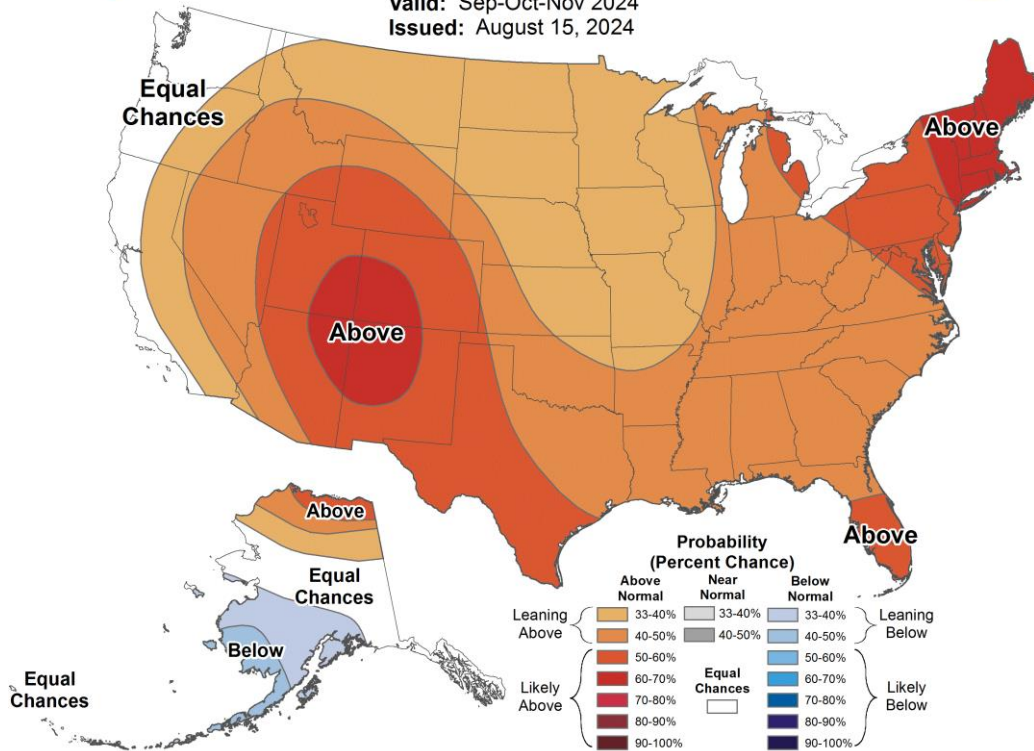 Valid: Sep-Oct-Nov 2024
Issued: August 15, 2024
Equal
Chances
Above
Above
Above
Above
Equal
Chances
Below
Equal
Chances
Probability
(Percent Chance)
Above
Normal
Near
Normal
Below
Normal
Leaning
Above
33-40%
33-40%
33-40%
Leaning
Below
40-50%
40-50%
40-50%
Likely
Above
50-60%
60-70%
70-80%
80-90%
90-100%
Equal
Chances
50-60%
60-70%
70-80%
80-90%
90-100%
Likely
Below